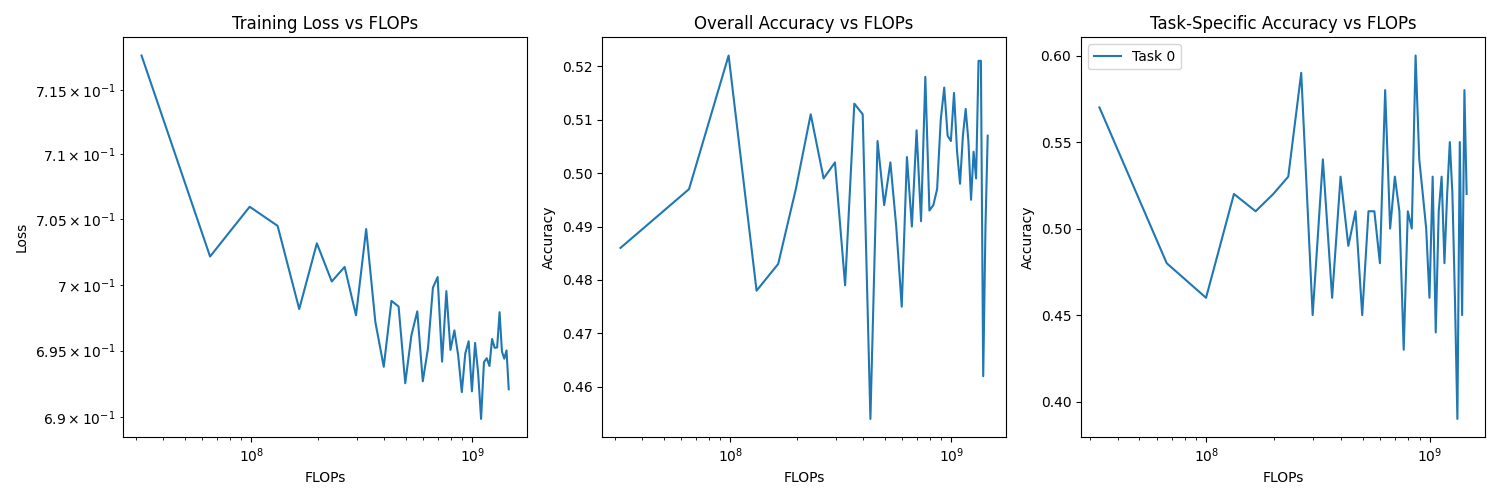 Training Loss vs FLOPs
7.15 × 10⁻¹
7.1 × 10⁻¹
7.05 × 10⁻¹
7 × 10⁻¹
6.95 × 10⁻¹
6.9 × 10⁻¹
Loss
10⁸
10⁹
FLOPs
Overall Accuracy vs FLOPs
0.52
0.51
0.50
0.49
0.48
0.47
0.46
Accuracy
10⁸
10⁹
FLOPs
Task-Specific Accuracy vs FLOPs
Task 0
0.60
0.55
0.50
0.45
0.40
Accuracy
10⁸
10⁹
FLOPs